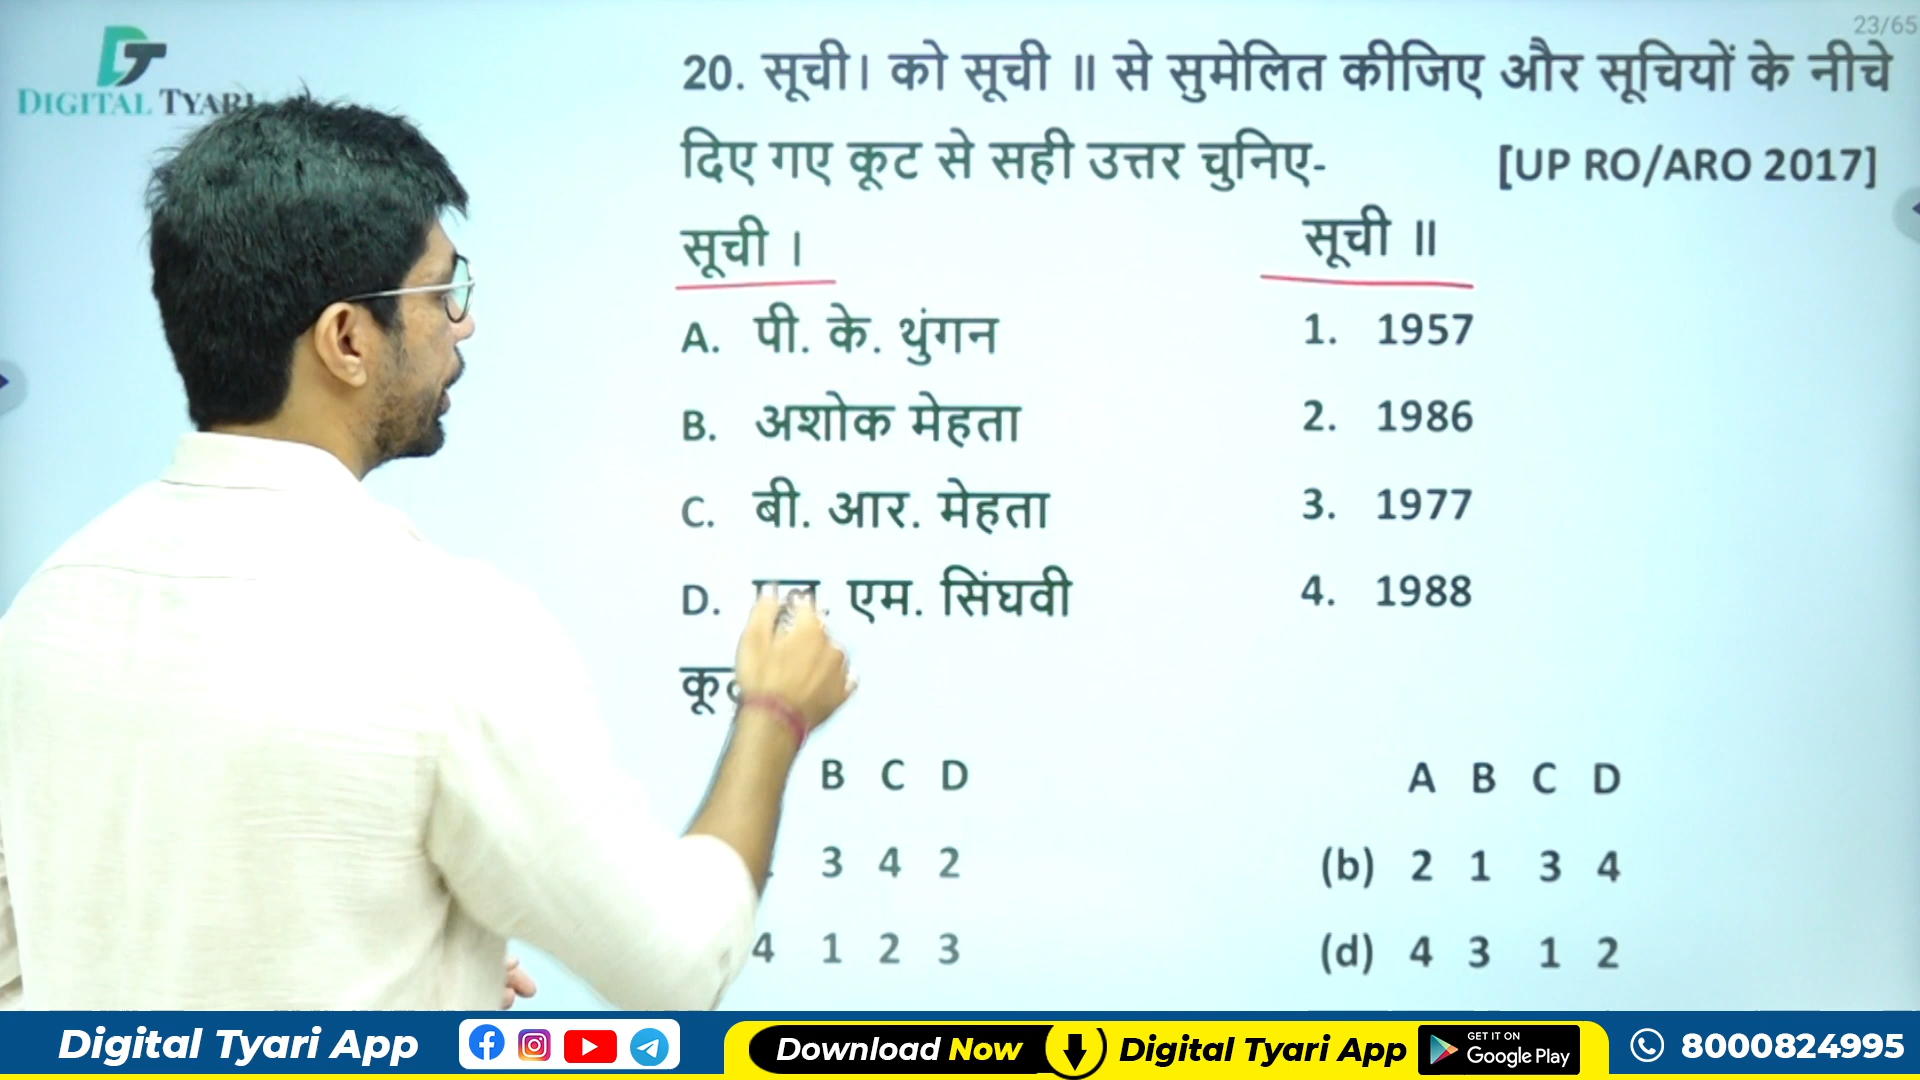 23/65
DIGITAL TYARI
20. सूची। को सूची ॥ से सुमेलित कीजिए और सूचियों के नीचे
दिए गए कूट से सही उत्तर चुनिए- [UP RO/ARO 2017]
सूची । सूची ॥
A. पी. के. थुंगन 1. 1957
B. अशोक मेहता 2. 1986
C. बी. आर. मेहता 3. 1977
D. एल. एम. सिंघवी 4. 1988
B C D A B C D
3 4 2 (b) 2 1 3 4
4 1 2 3 (d) 4 3 1 2
Digital Tyari App Download Now Digital Tyari App GET IT ON Google Play 8000824995